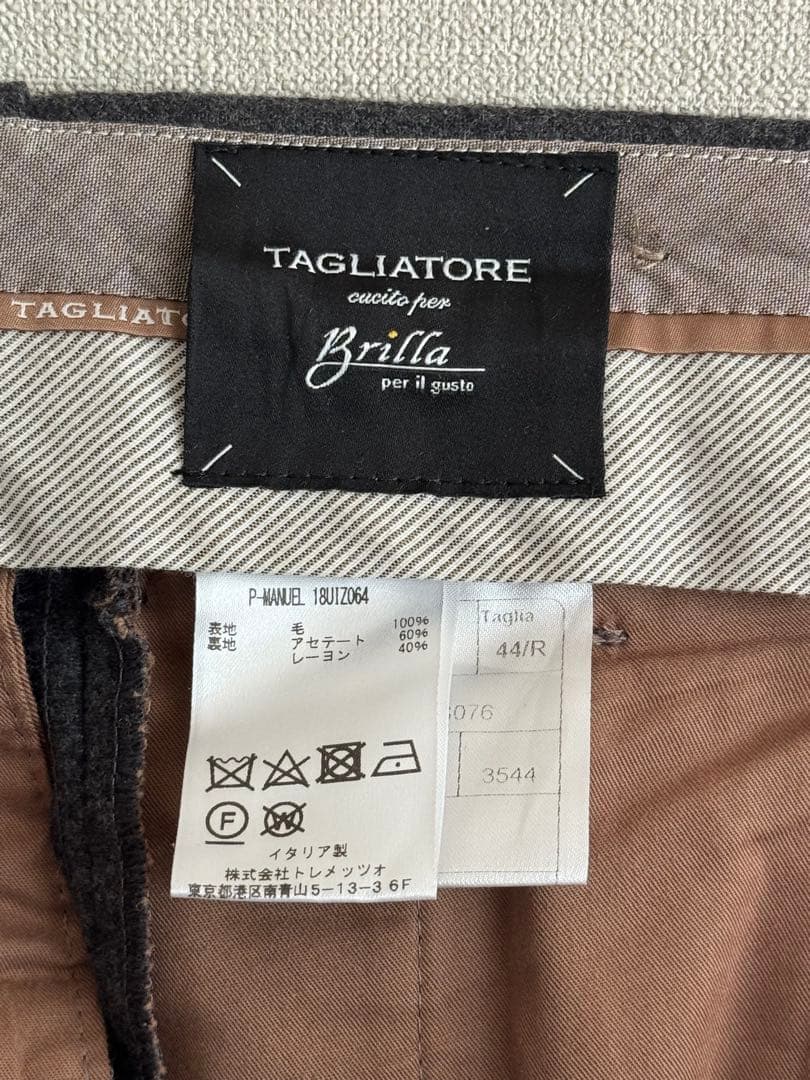 TAGLIATORE
cucito per
Brilla
per il gusto
TAGLIATO
P-MANUEL 18UIZ064
表地 毛 100%
裏地 アセテート 60%
レーヨン 40%
F
W
イタリア製
株式会社トレメッツォ
東京都港区南青山5-13-3 6F
Taglia
44/R
076
3544